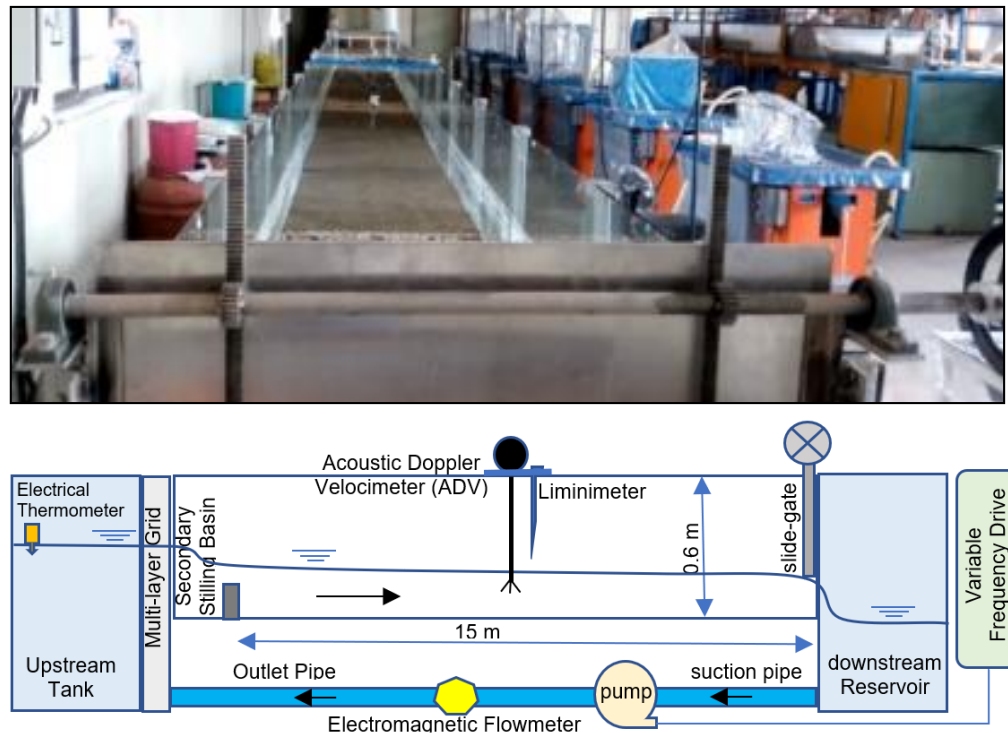 Electrical
Thermometer
Multi-layer Grid
Secondary
Stillind Basin
Acoustic Doppler
Velocimeter (ADV)
Liminimeter
0.6 m
slide-gate
Variable
Frequency Drive
15 m
Upstream
Tank
Outlet Pipe
pump
suction pipe
downstream
Reservoir
Electromagnetic Flowmeter